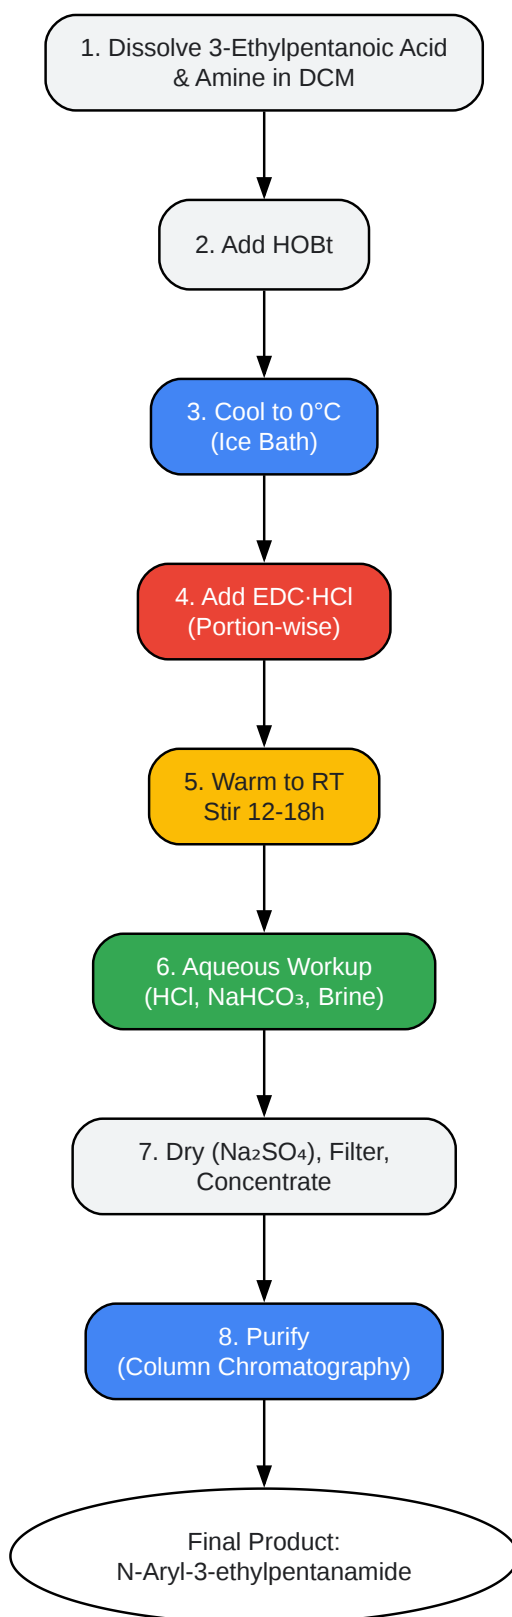 1. Dissolve 3-Ethylpentanoic Acid
& Amine in DCM
2. Add HOBt
3. Cool to 0°C
(Ice Bath)
4. Add EDC·HCl
(Portion-wise)
5. Warm to RT
Stir 12-18h
6. Aqueous Workup
(HCl, NaHCO₃, Brine)
7. Dry (Na₂SO₄), Filter,
Concentrate
8. Purify
(Column Chromatography)
Final Product:
N-Aryl-3-ethylpentanamide